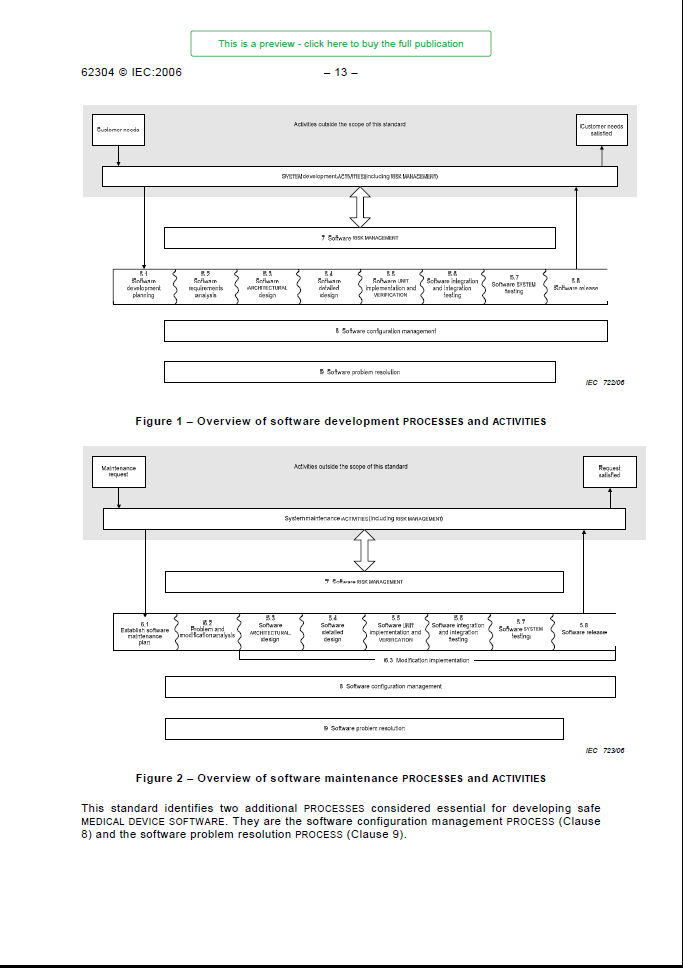 This is a preview - click here to buy the full publication
62304 © IEC:2006
– 13 –
Customer needs
Activities outside the scope of this standard
Customer needs
satisfied
SYSTEM development ACTIVITIES (including RISK MANAGEMENT)
7 Software RISK MANAGEMENT
5.1
Software
development
planning
5.2
Software
requirements
analysis
5.3
Software
ARCHITECTURAL
design
5.4
Software
detailed
design
5.5
Software UNIT
implementation and
VERIFICATION
5.6
Software integration
and integration
testing
5.7
Software SYSTEM
testing
5.8
Software release
8 Software configuration management
9 Software problem resolution
IEC 722/06
Figure 1 – Overview of software development PROCESSES and ACTIVITIES
Maintenance
request
Activities outside the scope of this standard
Request
satisfied
System maintenance ACTIVITIES (including RISK MANAGEMENT)
7 Software RISK MANAGEMENT
6.1
Establish software
maintenance
plan
6.2
Problem and
modification analysis
5.3
Software
ARCHITECTURAL
design
5.4
Software
detailed
design
5.5
Software UNIT
implementation and
VERIFICATION
5.6
Software integration
and integration
testing
5.7
Software SYSTEM
testing
5.8
Software release
6.3 Modification implementation
8 Software configuration management
9 Software problem resolution
IEC 723/06
Figure 2 – Overview of software maintenance PROCESSES and ACTIVITIES
This standard identifies two additional PROCESSES considered essential for developing safe
MEDICAL DEVICE SOFTWARE. They are the software configuration management PROCESS (Clause
8) and the software problem resolution PROCESS (Clause 9).